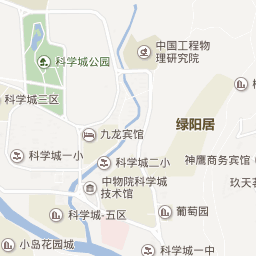 中国工程物
理研究院
科学城公园
科学城三区
绿阳居
九龙宾馆
科学城一小
科学城二小
神鹰商务宾馆
中物院科学城
技术馆
玖天
科学城-五区
葡萄园
小岛花园城
科学城一中